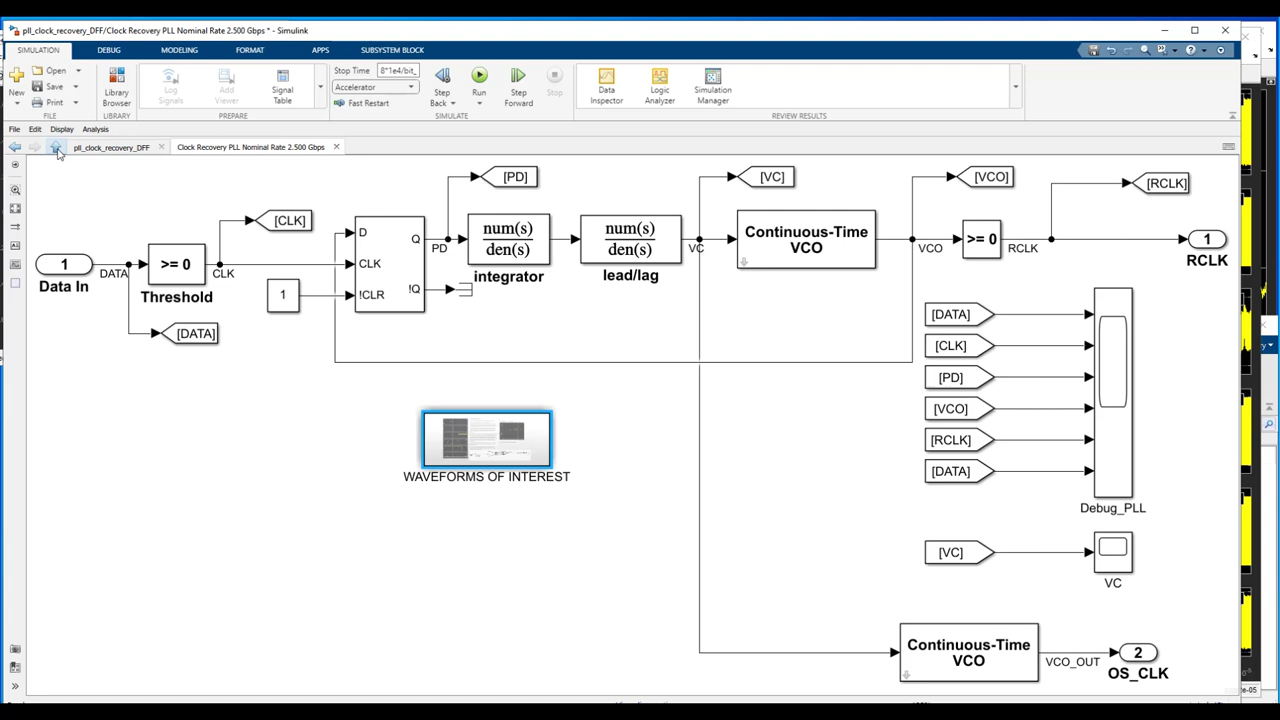 pll_clock_recovery_DFF/Clock Recovery PLL Nominal Rate 2.500 Gbps * - Simulink
SIMULATION DEBUG MODELING FORMAT APPS SUBSYSTEM BLOCK
New
Open
Save
Print
FILE
Library Browser
LIBRARY
Log Signals
Add Viewer
Signal Table
PREPARE
Stop Time 8*1e4/bit_
Accelerator
Fast Restart
Step Back
Run
Step Forward
Stop
SIMULATE
Data Inspector
Logic Analyzer
Simulation Manager
REVIEW RESULTS
File Edit Display Analysis
pll_clock_recovery_DFF
Clock Recovery PLL Nominal Rate 2.500 Gbps
[PD]
[VC]
[VCO]
[RCLK]
[CLK]
1
DATA
Data In
>= 0
CLK
Threshold
[DATA]
1
D
CLK
!CLR
Q
!Q
PD
num(s)
den(s)
integrator
num(s)
den(s)
lead/lag
VC
Continuous-Time
VCO
VCO
>= 0
RCLK
1
RCLK
[DATA]
[CLK]
[PD]
[VCO]
[RCLK]
[DATA]
Debug_PLL
WAVEFORMS OF INTEREST
[VC]
VC
Continuous-Time
VCO
VCO_OUT
2
OS_CLK
te-05